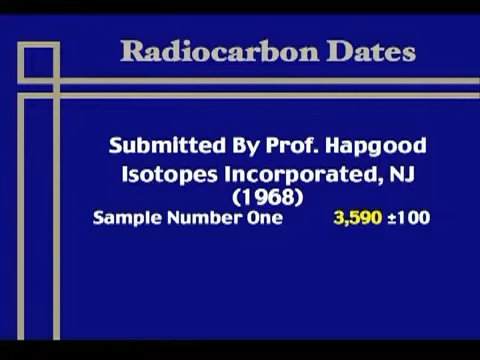 Radiocarbon Dates
Submitted By Prof. Hapgood
Isotopes Incorporated, NJ
(1968)
Sample Number One 3,590 ±100